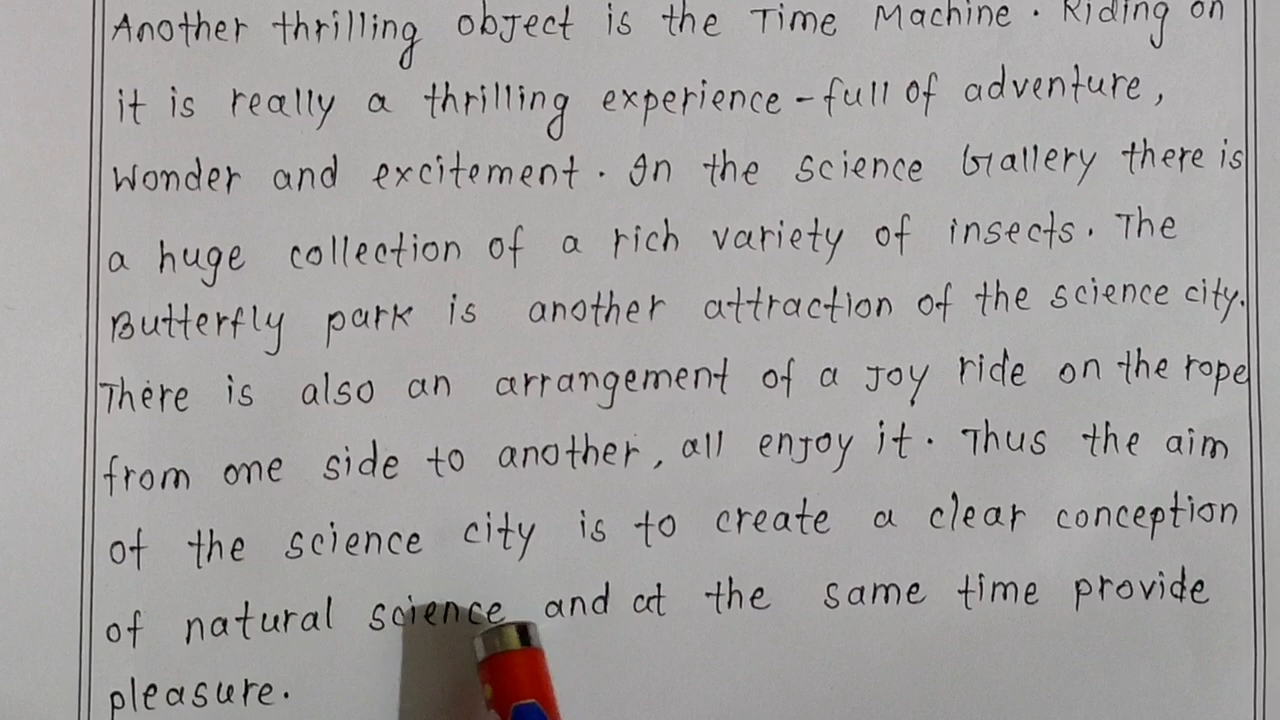 Another thrilling object is the Time Machine. Riding on
it is really a thrilling experience - full of adventure,
wonder and excitement. In the science Gallery there is
a huge collection of a rich variety of insects. The
Butterfly park is another attraction of the science city.
There is also an arrangement of a Joy ride on the rope
from one side to another, all enjoy it. Thus the aim
of the science city is to create a clear conception
of natural science and at the same time provide
pleasure.